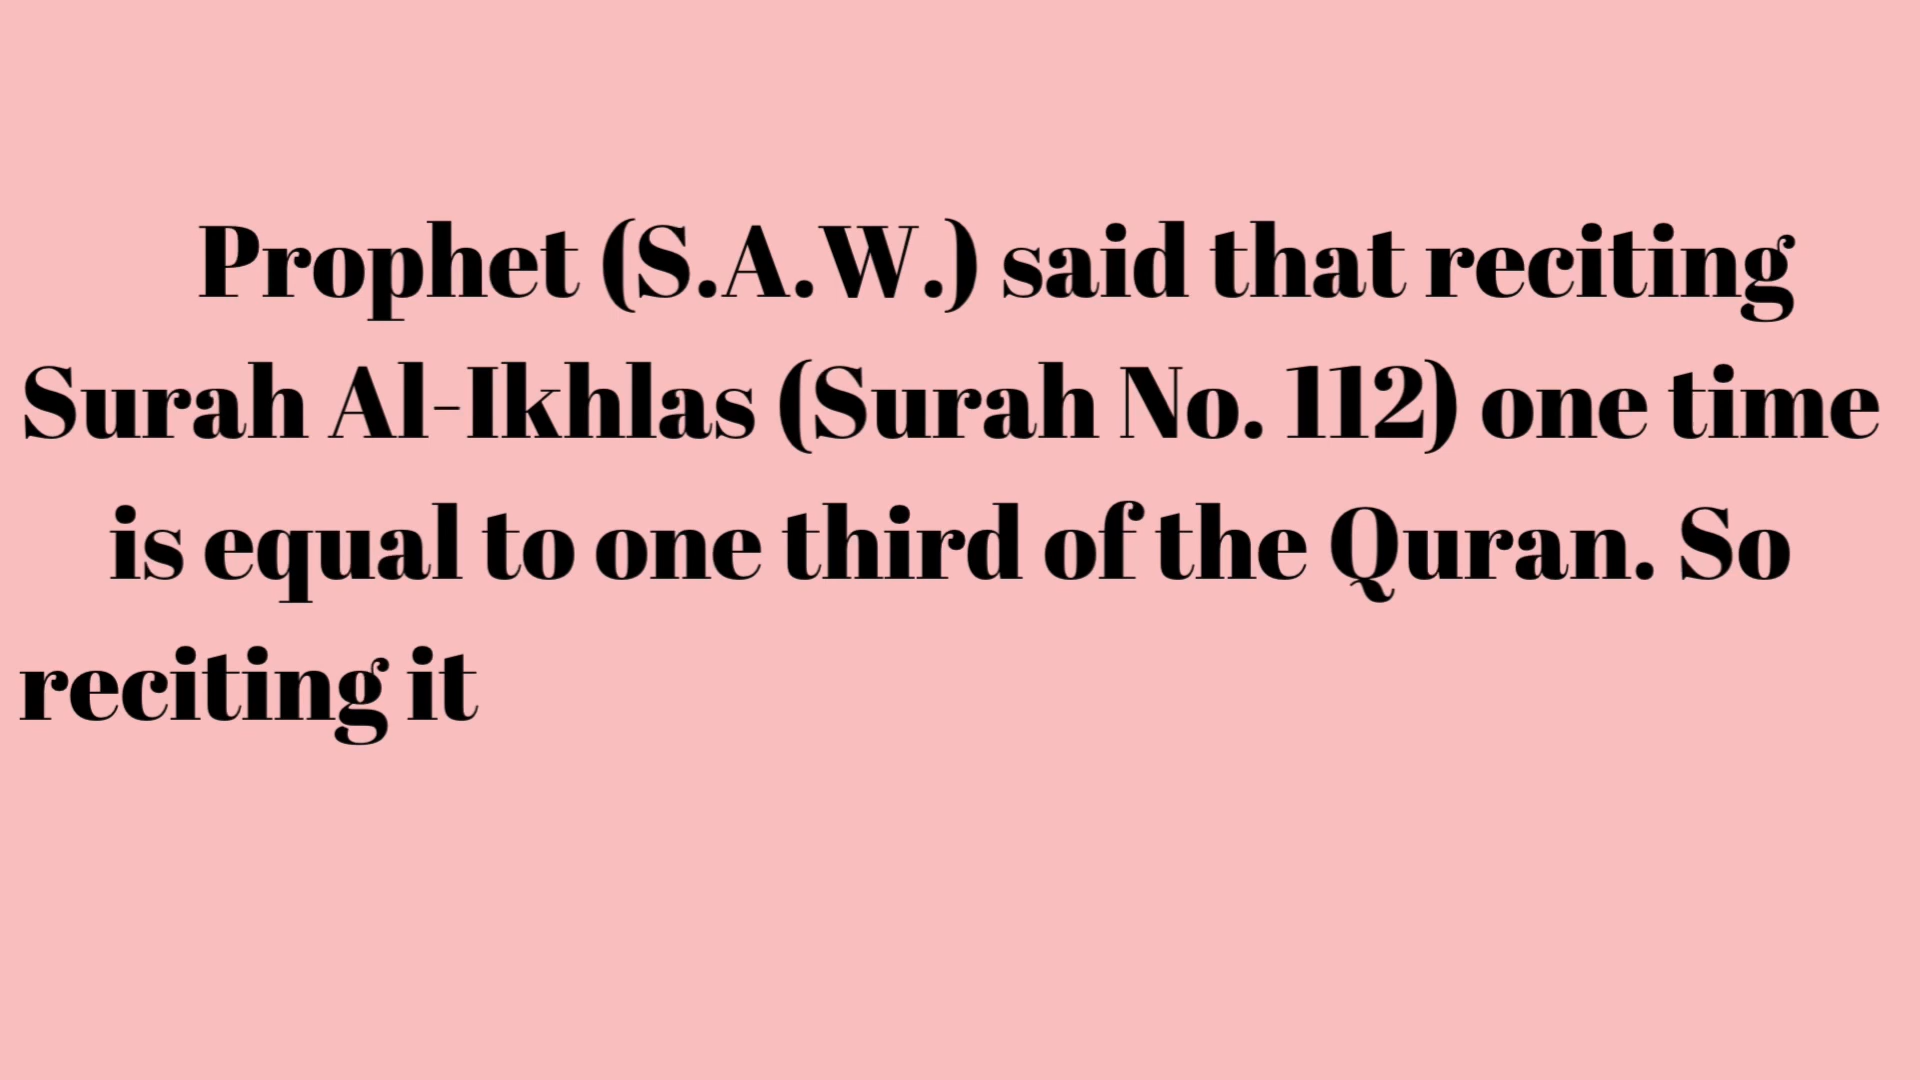 Prophet (S.A.W.) said that reciting
Surah Al-Ikhlas (Surah No. 112) one time
is equal to one third of the Quran. So
reciting it